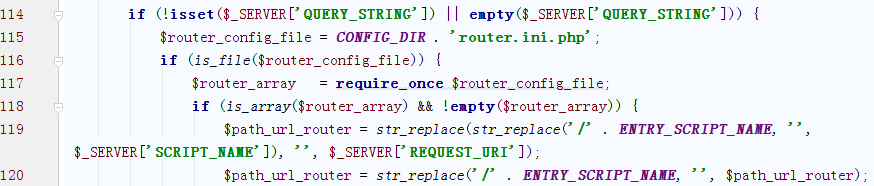 114 if (!isset($_SERVER['QUERY_STRING']) || empty($_SERVER['QUERY_STRING'])) {
115 $router_config_file = CONFIG_DIR . 'router.ini.php';
116 if (is_file($router_config_file)) {
117 $router_array = require_once $router_config_file;
118 if (is_array($router_array) && !empty($router_array)) {
119 $path_url_router = str_replace(str_replace('/' . ENTRY_SCRIPT_NAME, '',
$_SERVER['SCRIPT_NAME']), '', $_SERVER['REQUEST_URI']);
120 $path_url_router = str_replace('/' . ENTRY_SCRIPT_NAME, '', $path_url_router);